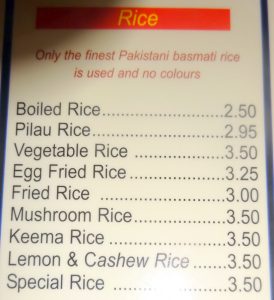 Rice
Only the finest Pakistani basmati rice
is used and no colours
Boiled Rice.......................2.50
Pilau Rice.........................2.95
Vegetable Rice .................3.50
Egg Fried Rice..................3.25
Fried Rice ........................3.00
Mushroom Rice................3.50
Keema Rice.....................3.50
Lemon & Cashew Rice ......3.50
Special Rice .....................3.50